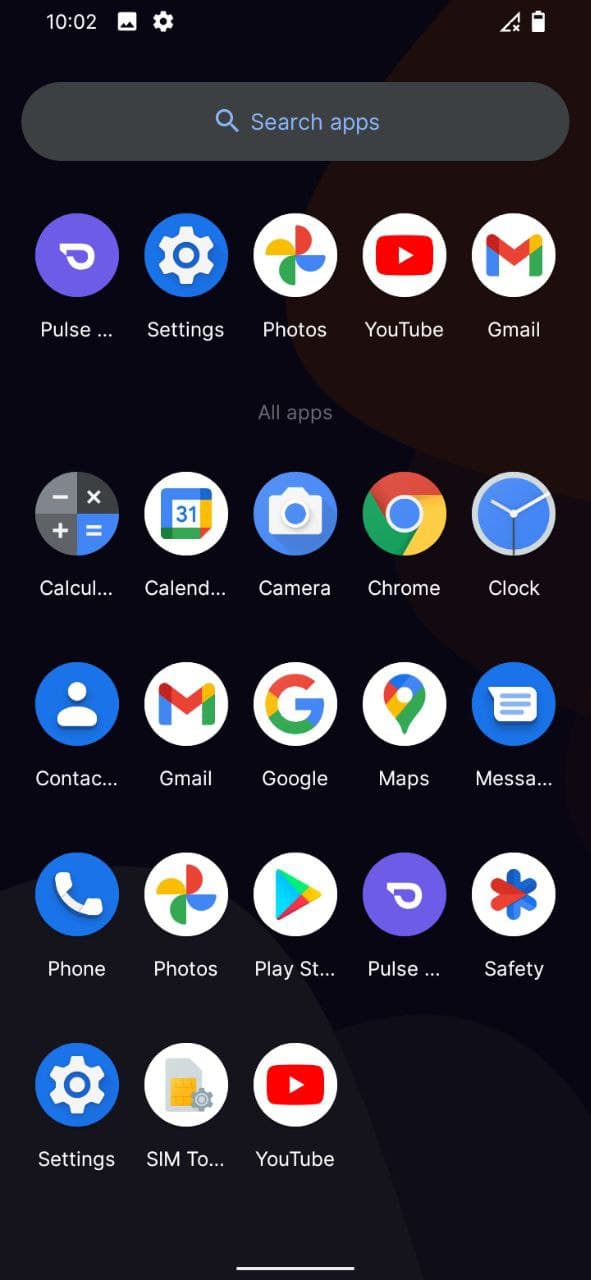 10:02
Search apps
Pulse ... Settings Photos YouTube Gmail
All apps
Calcul... Calend... Camera Chrome Clock
Contac... Gmail Google Maps Messa...
Phone Photos Play St... Pulse ... Safety
Settings SIM To... YouTube
31